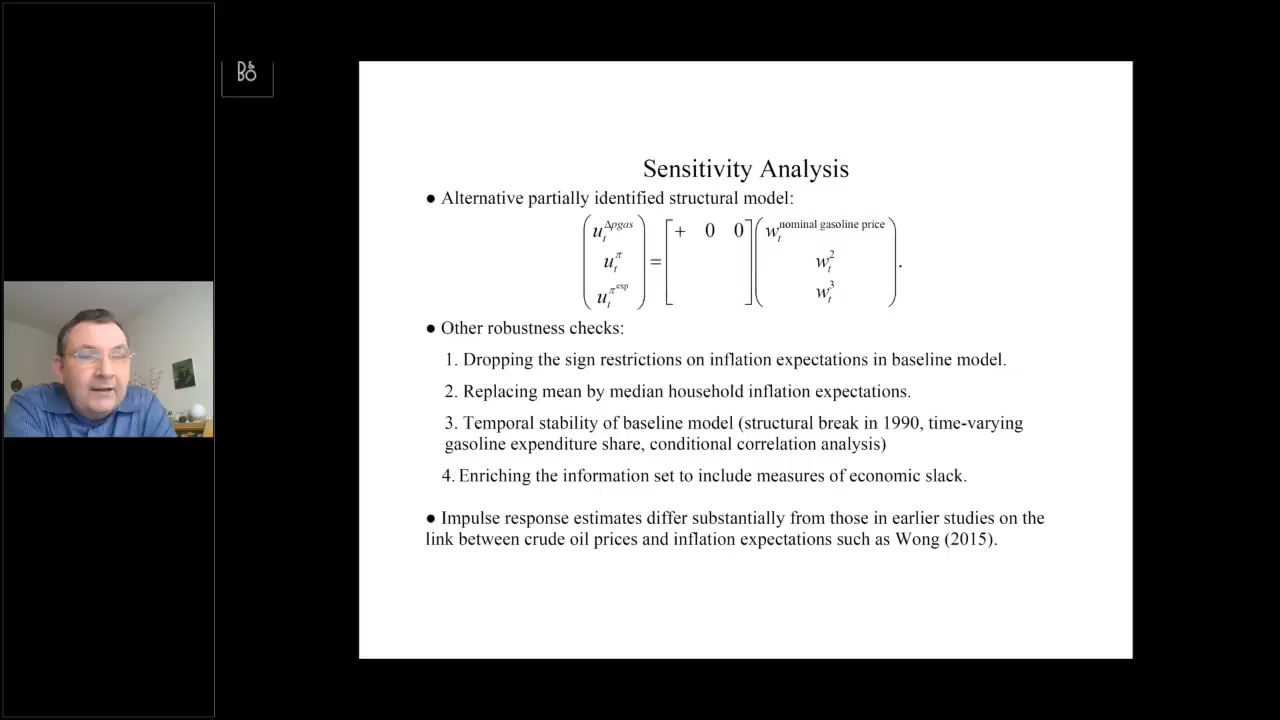 D&
BO
Sensitivity Analysis
● Alternative partially identified structural model:
u_t^{Δpgas} + 0 0 w_t^{nominal gasoline price}
u_t^{π} = w_t^2 .
u_t^{π^{exp}} w_t^3
● Other robustness checks:
1. Dropping the sign restrictions on inflation expectations in baseline model.
2. Replacing mean by median household inflation expectations.
3. Temporal stability of baseline model (structural break in 1990, time-varying
gasoline expenditure share, conditional correlation analysis)
4. Enriching the information set to include measures of economic slack.
● Impulse response estimates differ substantially from those in earlier studies on the
link between crude oil prices and inflation expectations such as Wong (2015).